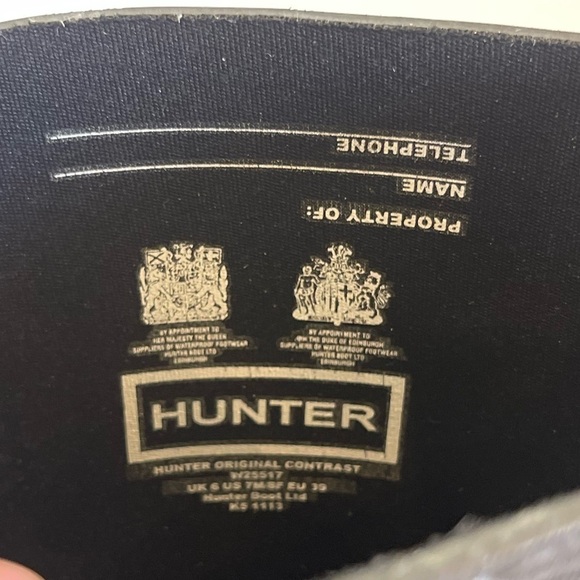 TELEPHONE
NAME
PROPERTY OF:
BY APPOINTMENT TO
HER MAJESTY THE QUEEN
SUPPLIERS OF WATERPROOF FOOTWEAR
HUNTER BOOT LTD
EDINBURGH
BY APPOINTMENT TO
HRH THE DUKE OF EDINBURGH
SUPPLIERS OF WATERPROOF FOOTWEAR
HUNTER BOOT LTD
EDINBURGH
HUNTER
HUNTER ORIGINAL CONTRAST
W25517
UK 6 US 7M/8F EU 39
Hunter Boot Ltd
KS 1113